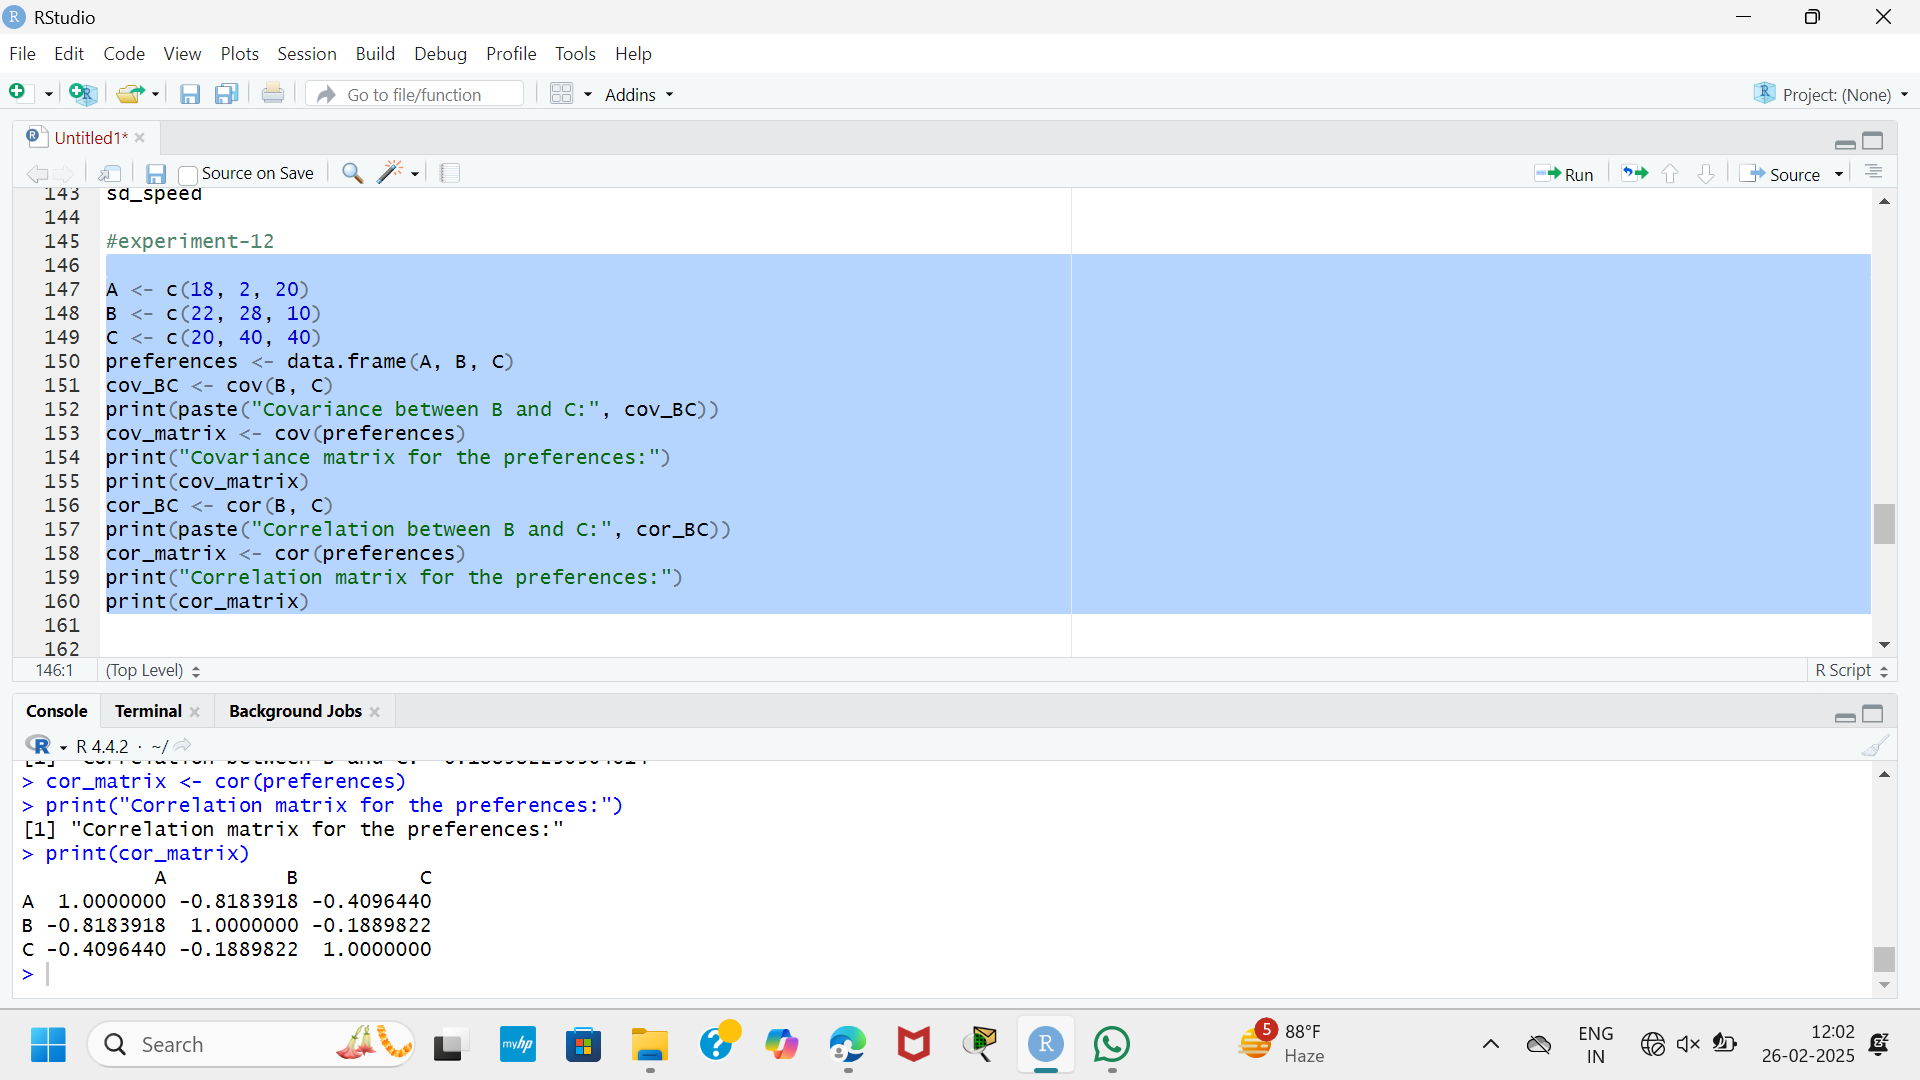 RStudio
File Edit Code View Plots Session Build Debug Profile Tools Help
Go to file/function Addins Project: (None)
Untitled1*
Source on Save Run Source
143 sd_speed
144
145 #experiment-12
146
147 A <- c(18, 2, 20)
148 B <- c(22, 28, 10)
149 C <- c(20, 40, 40)
150 preferences <- data.frame(A, B, C)
151 cov_BC <- cov(B, C)
152 print(paste("Covariance between B and C:", cov_BC))
153 cov_matrix <- cov(preferences)
154 print("Covariance matrix for the preferences:")
155 print(cov_matrix)
156 cor_BC <- cor(B, C)
157 print(paste("Correlation between B and C:", cor_BC))
158 cor_matrix <- cor(preferences)
159 print("Correlation matrix for the preferences:")
160 print(cor_matrix)
161
162
146:1 (Top Level) R Script
Console Terminal Background Jobs
R 4.4.2 · ~/
[1] "Correlation between B and C:
> cor_matrix <- cor(preferences)
> print("Correlation matrix for the preferences:")
[1] "Correlation matrix for the preferences:"
> print(cor_matrix)
A B C
A 1.0000000 -0.8183918 -0.4096440
B -0.8183918 1.0000000 -0.1889822
C -0.4096440 -0.1889822 1.0000000
>
Search myhp R 5 88°F Haze ENG IN 12:02 26-02-2025